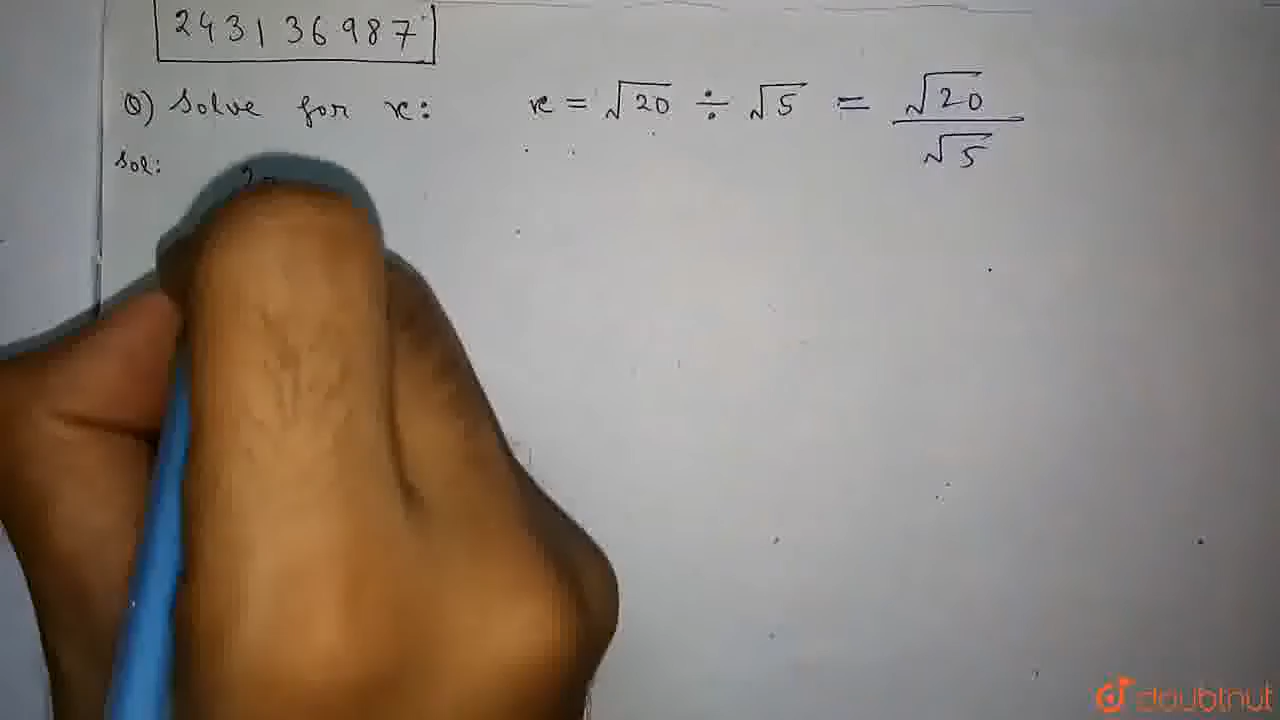 243136987
Q) Solve for x: x = √20 ÷ √5 = √20/√5
Sol:
doubtnut